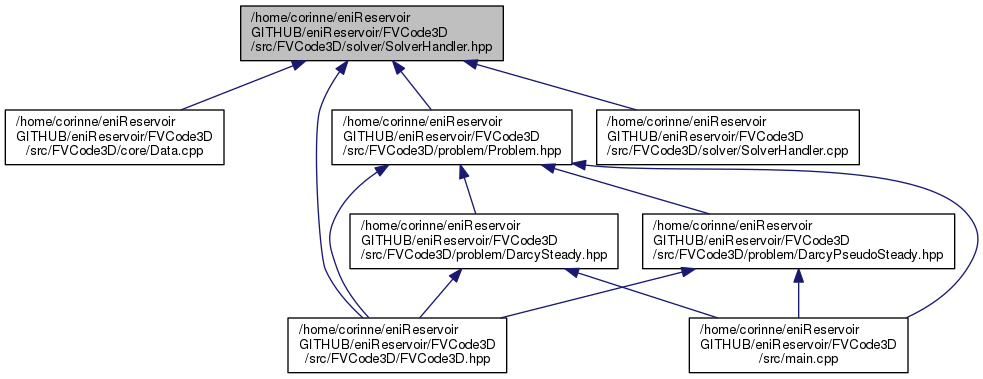 /home/corinne/eniReservoir
GITHUB/eniReservoir/FVCode3D
/src/FVCode3D/solver/SolverHandler.hpp
/home/corinne/eniReservoir
GITHUB/eniReservoir/FVCode3D
/src/FVCode3D/core/Data.cpp
/home/corinne/eniReservoir
GITHUB/eniReservoir/FVCode3D
/src/FVCode3D/problem/Problem.hpp
/home/corinne/eniReservoir
GITHUB/eniReservoir/FVCode3D
/src/FVCode3D/solver/SolverHandler.cpp
/home/corinne/eniReservoir
GITHUB/eniReservoir/FVCode3D
/src/FVCode3D/problem/DarcySteady.hpp
/home/corinne/eniReservoir
GITHUB/eniReservoir/FVCode3D
/src/FVCode3D/problem/DarcyPseudoSteady.hpp
/home/corinne/eniReservoir
GITHUB/eniReservoir/FVCode3D
/src/FVCode3D/FVCode3D.hpp
/home/corinne/eniReservoir
GITHUB/eniReservoir/FVCode3D
/src/main.cpp